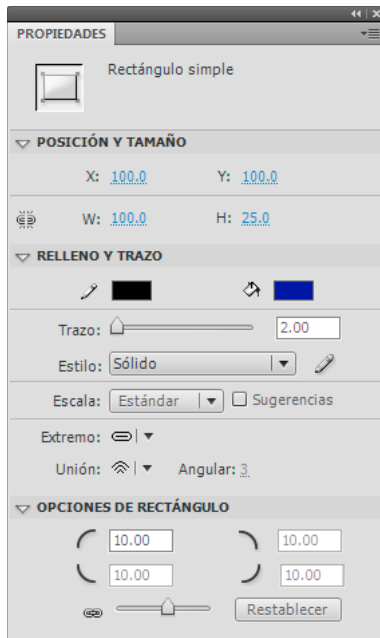 PROPIEDADES
Rectángulo simple
POSICIÓN Y TAMAÑO
X: 100.0 Y: 100.0
W: 100.0 H: 25.0
RELLENO Y TRAZO
Trazo: 2.00
Estilo: Sólido
Escala: Estándar Sugerencias
Extremo:
Unión: Angular: 3
OPCIONES DE RECTÁNGULO
10.00 10.00
10.00 10.00
Restablecer